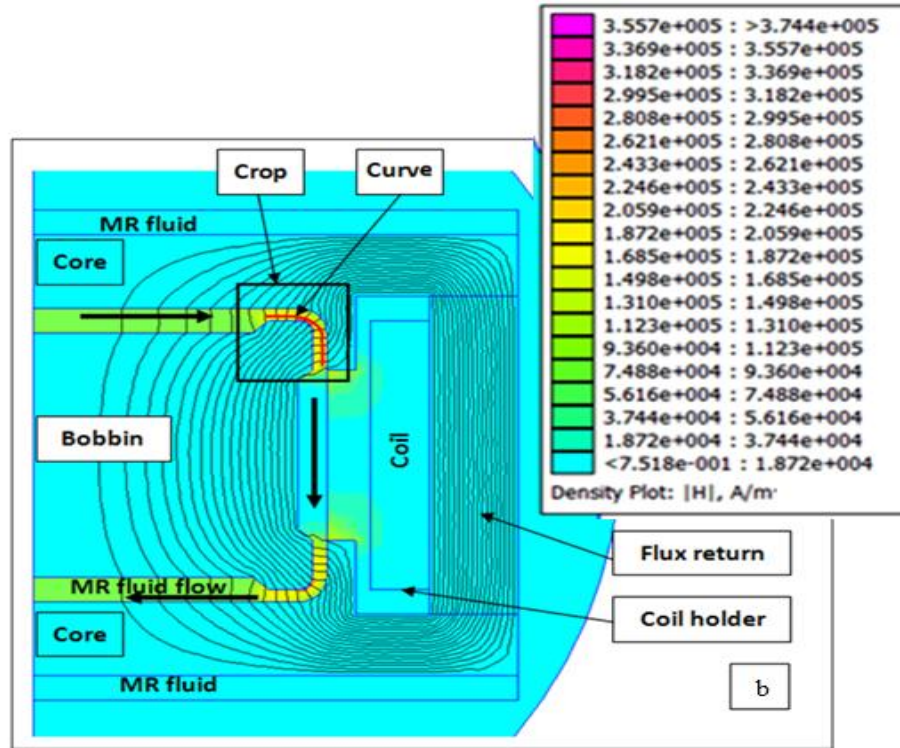 3.557e+005 : >3.744e+005
3.369e+005 : 3.557e+005
3.182e+005 : 3.369e+005
2.995e+005 : 3.182e+005
2.808e+005 : 2.995e+005
2.621e+005 : 2.808e+005
2.433e+005 : 2.621e+005
2.246e+005 : 2.433e+005
2.059e+005 : 2.246e+005
1.872e+005 : 2.059e+005
1.685e+005 : 1.872e+005
1.498e+005 : 1.685e+005
1.310e+005 : 1.498e+005
1.123e+005 : 1.310e+005
9.360e+004 : 1.123e+005
7.488e+004 : 9.360e+004
5.616e+004 : 7.488e+004
3.744e+004 : 5.616e+004
1.872e+004 : 3.744e+004
<7.518e-001 : 1.872e+004
Density Plot: |H|, A/m
Crop
Curve
MR fluid
Core
Bobbin
Coil
MR fluid flow
Core
MR fluid
Flux return
Coil holder
b